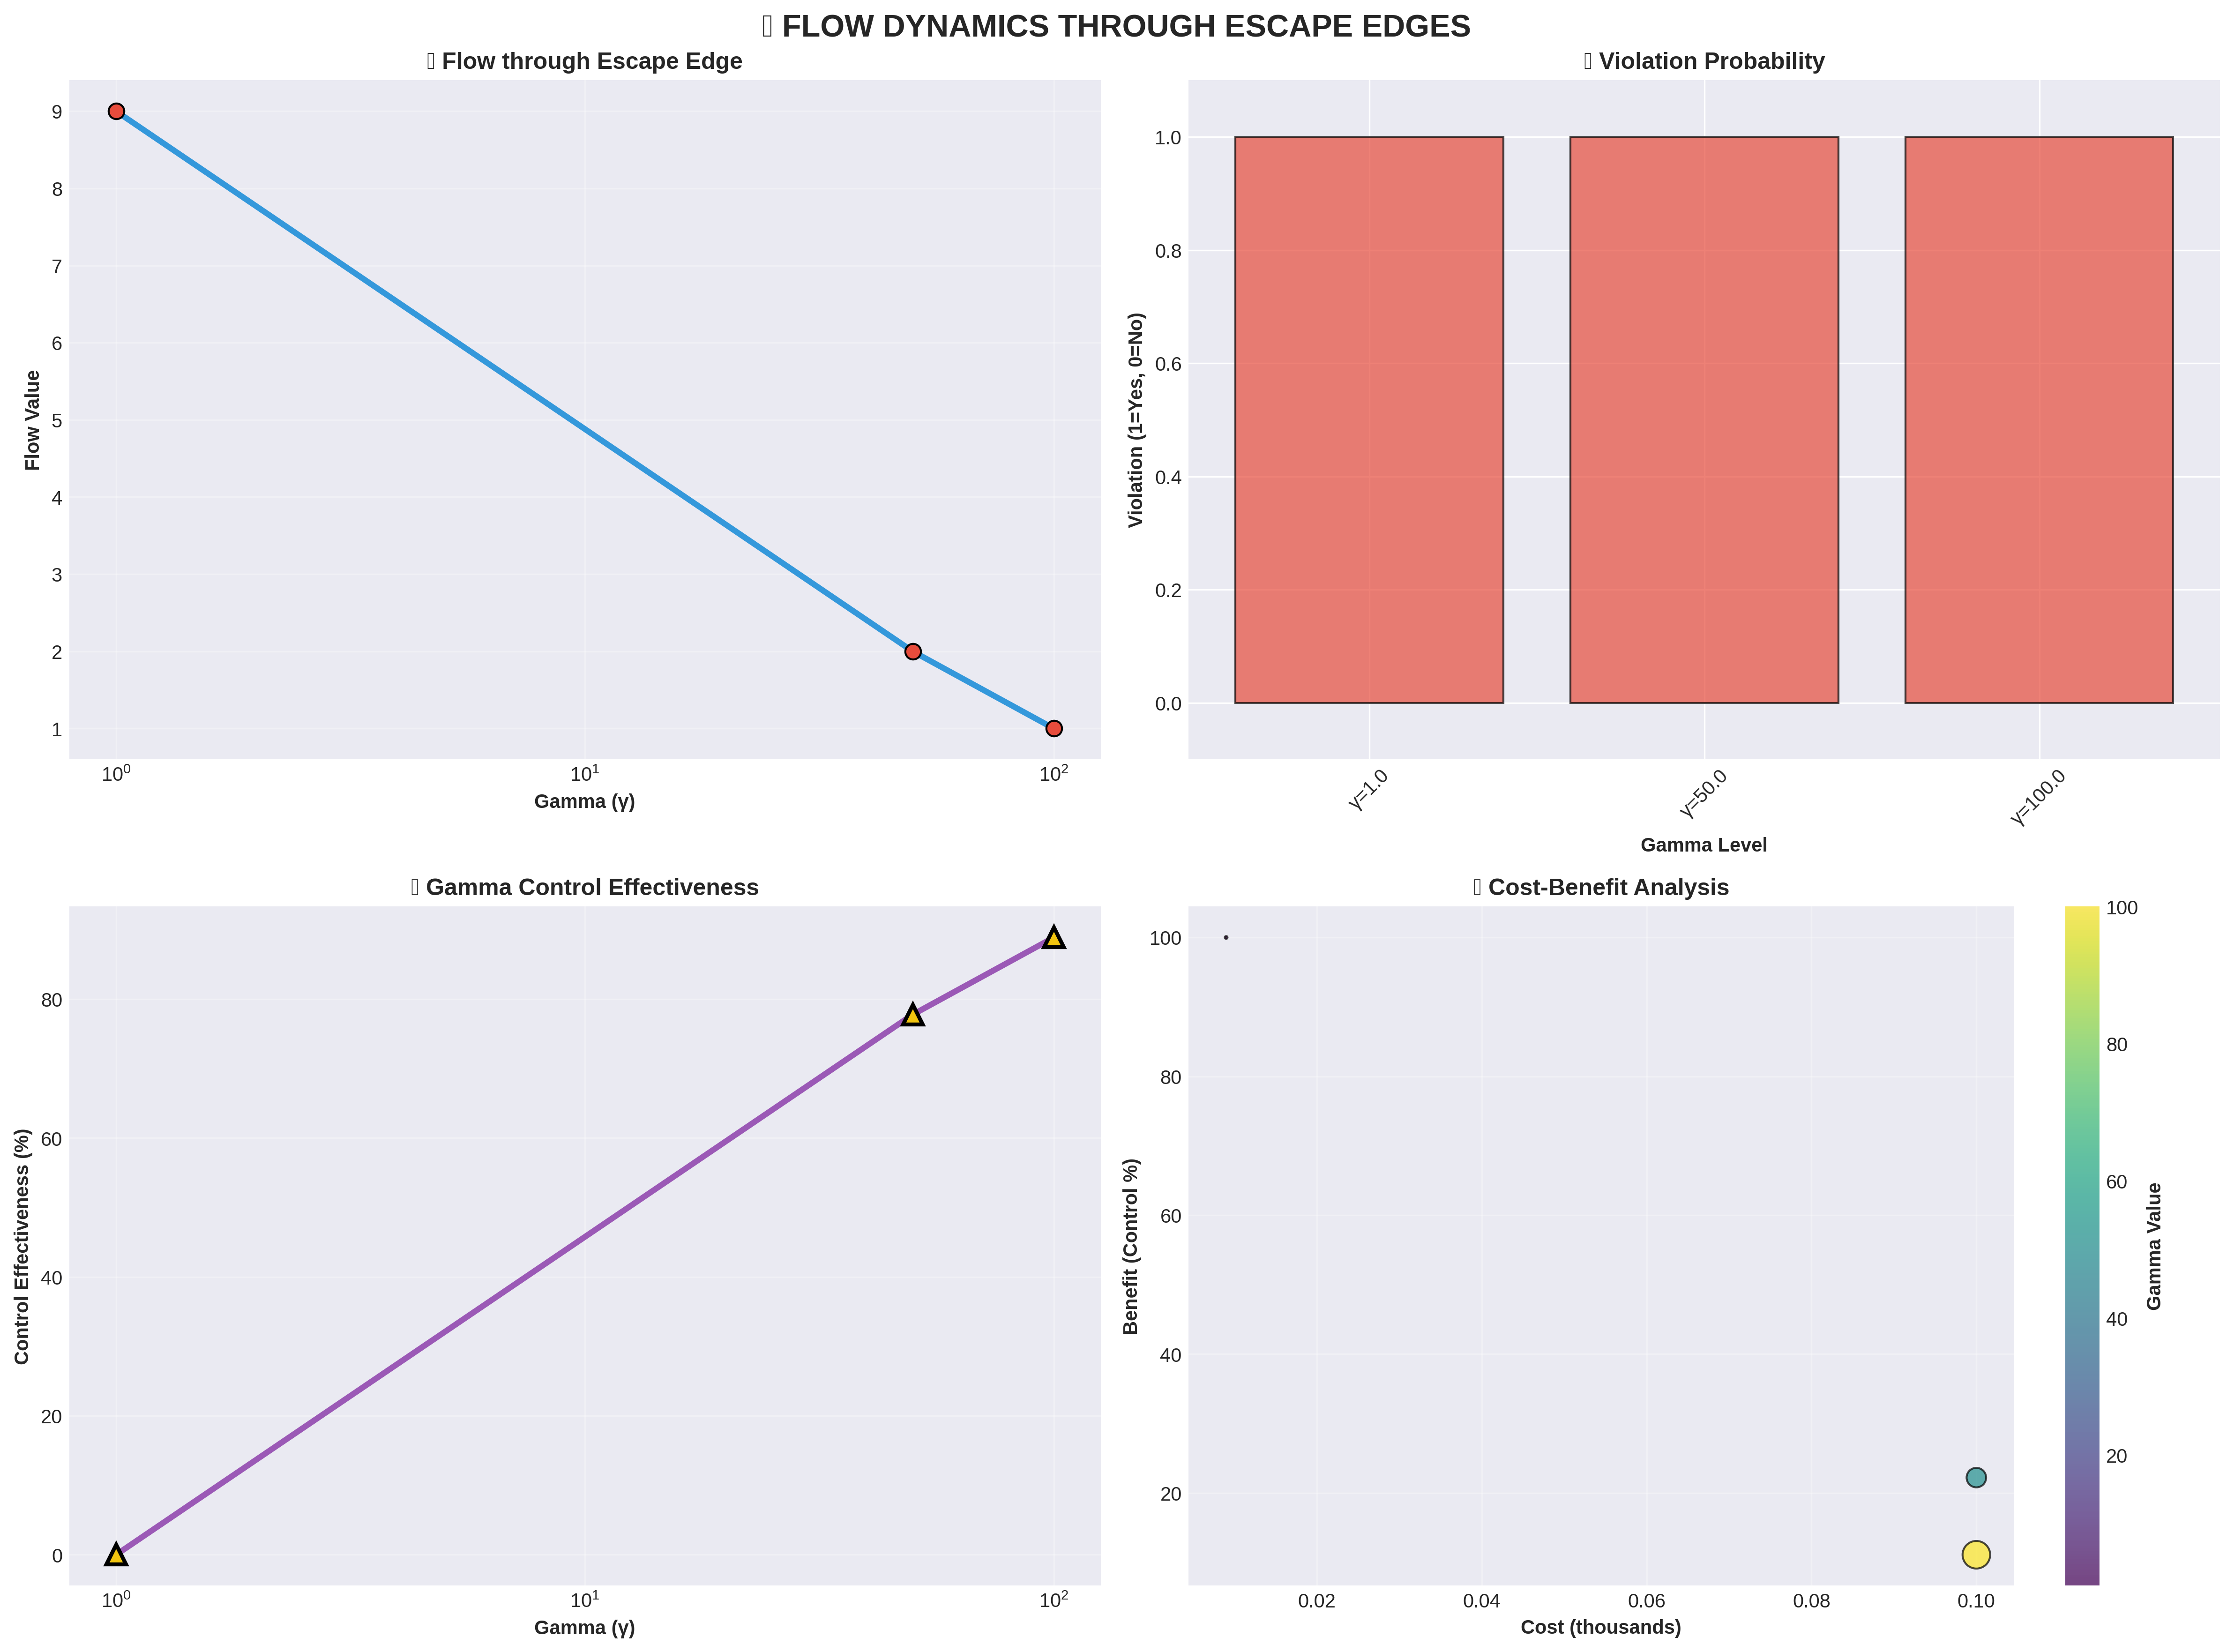 ▯ FLOW DYNAMICS THROUGH ESCAPE EDGES
▯ Flow through Escape Edge
9
8
7
6
5
4
3
2
1
Flow Value
10⁰ 10¹ 10²
Gamma (γ)
▯ Violation Probability
1.0
0.8
0.6
0.4
0.2
0.0
Violation (1=Yes, 0=No)
γ=1.0 γ=50.0 γ=100.0
Gamma Level
▯ Gamma Control Effectiveness
80
60
40
20
0
Control Effectiveness (%)
10⁰ 10¹ 10²
Gamma (γ)
▯ Cost-Benefit Analysis
100
80
60
40
20
Benefit (Control %)
0.02 0.04 0.06 0.08 0.10
Cost (thousands)
100
80
60
40
20
Gamma Value